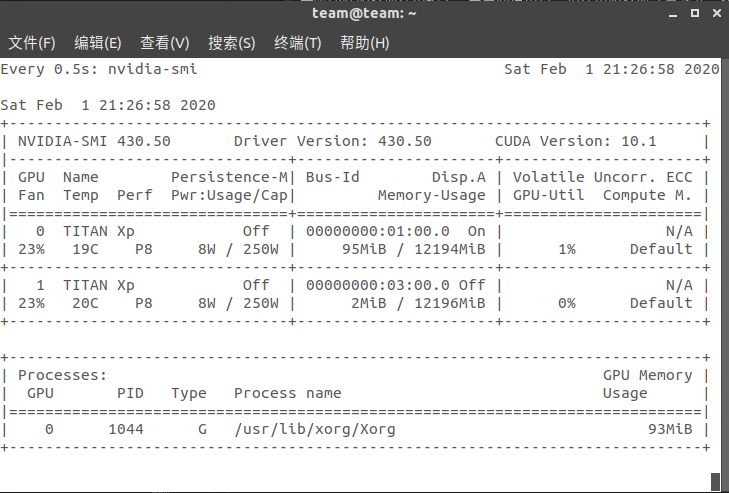 team@team: ~
文件(F) 编辑(E) 查看(V) 搜索(S) 终端(T) 帮助(H)
Every 0.5s: nvidia-smi                                  Sat Feb  1 21:26:58 2020

Sat Feb  1 21:26:58 2020
+-----------------------------------------------------------------------------+
| NVIDIA-SMI 430.50       Driver Version: 430.50       CUDA Version: 10.1     |
|-------------------------------+----------------------+----------------------+
| GPU  Name        Persistence-M| Bus-Id        Disp.A | Volatile Uncorr. ECC |
| Fan  Temp  Perf  Pwr:Usage/Cap|         Memory-Usage | GPU-Util  Compute M. |
|===============================+======================+======================|
|   0  TITAN Xp            Off  | 00000000:01:00.0  On |                  N/A |
| 23%   19C    P8     8W / 250W |     95MiB / 12194MiB |      1%      Default |
+-------------------------------+----------------------+----------------------+
|   1  TITAN Xp            Off  | 00000000:03:00.0 Off |                  N/A |
| 23%   20C    P8     8W / 250W |      2MiB / 12196MiB |      0%      Default |
+-------------------------------+----------------------+----------------------+

+-----------------------------------------------------------------------------+
| Processes:                                                       GPU Memory |
|  GPU       PID   Type   Process name                             Usage      |
|=============================================================================|
|    0      1044      G   /usr/lib/xorg/Xorg                            93MiB |
+-----------------------------------------------------------------------------+